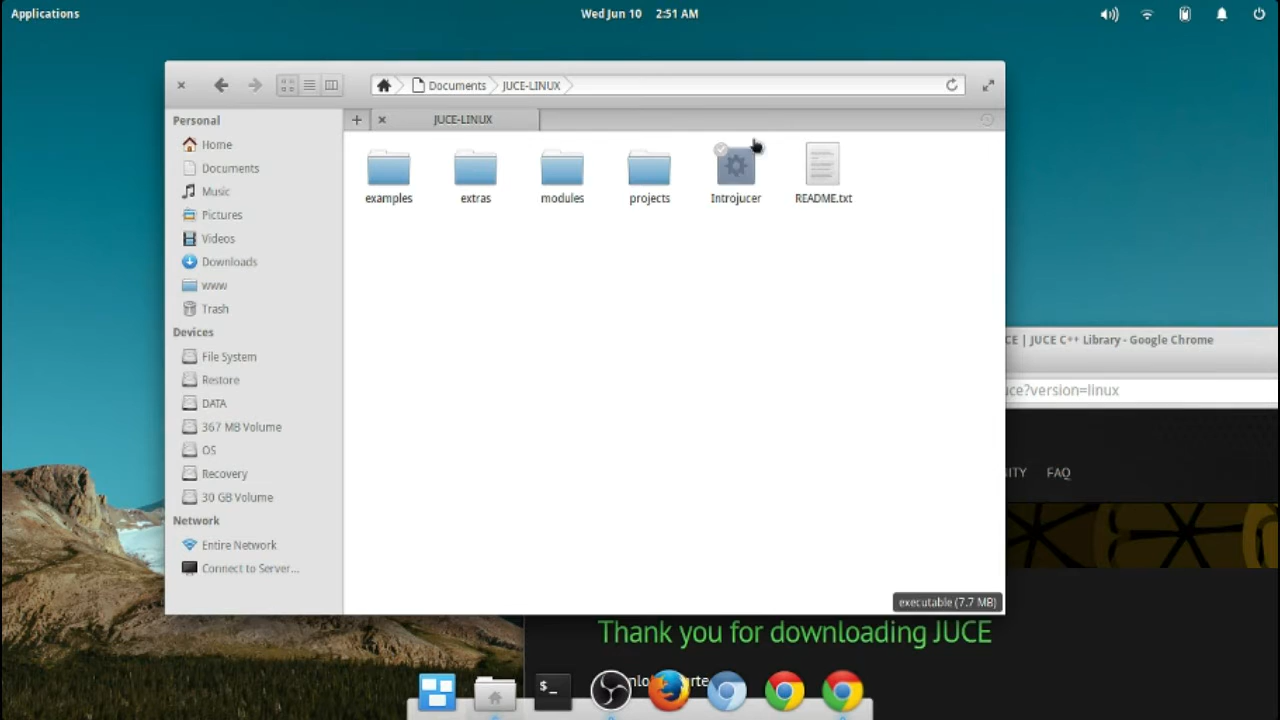 Applications
Wed Jun 10 2:51 AM
Documents
JUCE-LINUX
JUCE-LINUX
Personal
Home
Documents
Music
Pictures
Videos
Downloads
www
Trash
Devices
File System
Restore
DATA
367 MB Volume
OS
Recovery
30 GB Volume
Network
Entire Network
Connect to Server...
examples
extras
modules
projects
Introjucer
README.txt
executable (7.7 MB)
CE | JUCE C++ Library - Google Chrome
uce?version=linux
ITY FAQ
Thank you for downloading JUCE
$_